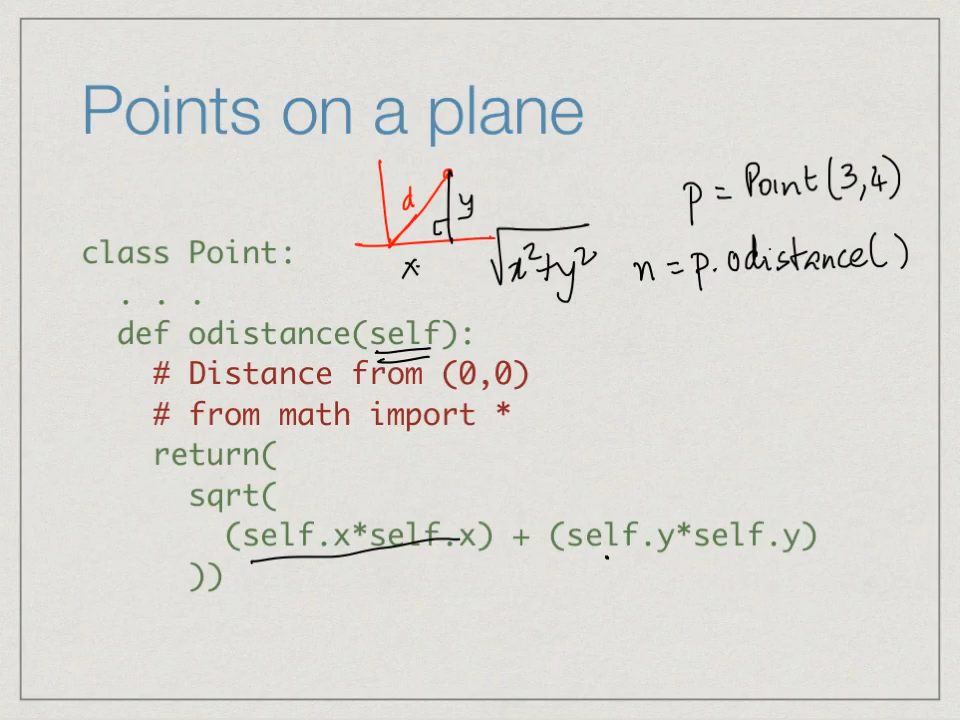 Points on a plane
d
y
x
√x²+y²
p = Point(3,4)
n = p.odistance()
class Point:
. . .
def odistance(self):
# Distance from (0,0)
# from math import *
return(
sqrt(
(self.x*self.x) + (self.y*self.y)
))